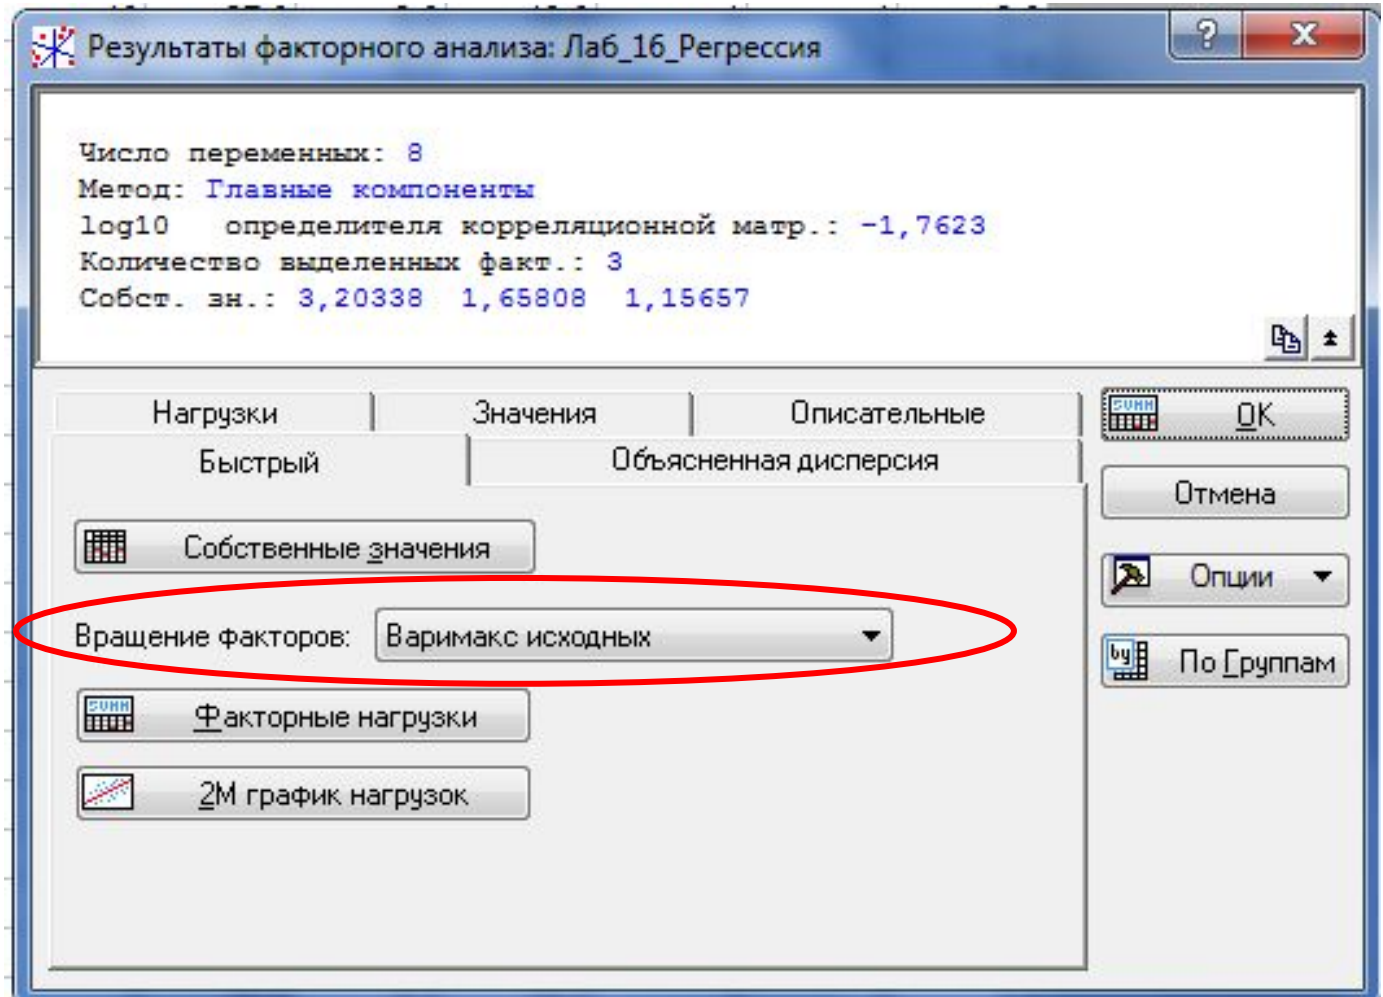 Результаты факторного анализа: Лаб_16_Регрессия
Число переменных: 8
Метод: Главные компоненты
log10 определителя корреляционной матр.: -1,7623
Количество выделенных факт.: 3
Собст. зн.: 3,20338 1,65808 1,15657
Нагрузки Значения Описательные
Быстрый Объясненная дисперсия
Собственные значения
Вращение факторов: Варимакс исходных
Факторные нагрузки
2М график нагрузок
ОК
Отмена
Опции
По Группам